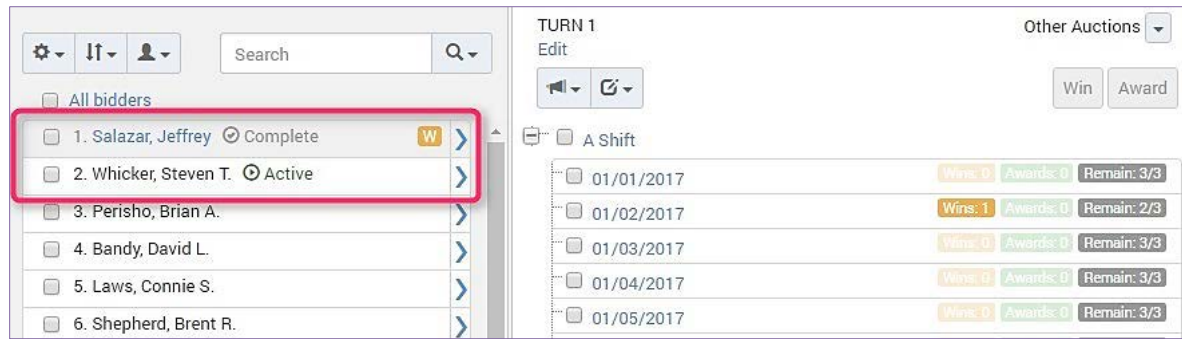 Search
All bidders
1. Salazar, Jeffrey Complete W
2. Whicker, Steven T. Active
3. Perisho, Brian A.
4. Bandy, David L.
5. Laws, Connie S.
6. Shepherd, Brent R.
TURN 1
Other Auctions
Edit
Win Award
A Shift
01/01/2017 Wins: 0 Awards: 0 Remain: 3/3
01/02/2017 Wins: 1 Awards: 0 Remain: 2/3
01/03/2017 Wins: 0 Awards: 0 Remain: 3/3
01/04/2017 Wins: 0 Awards: 0 Remain: 3/3
01/05/2017 Wins: 0 Awards: 0 Remain: 3/3